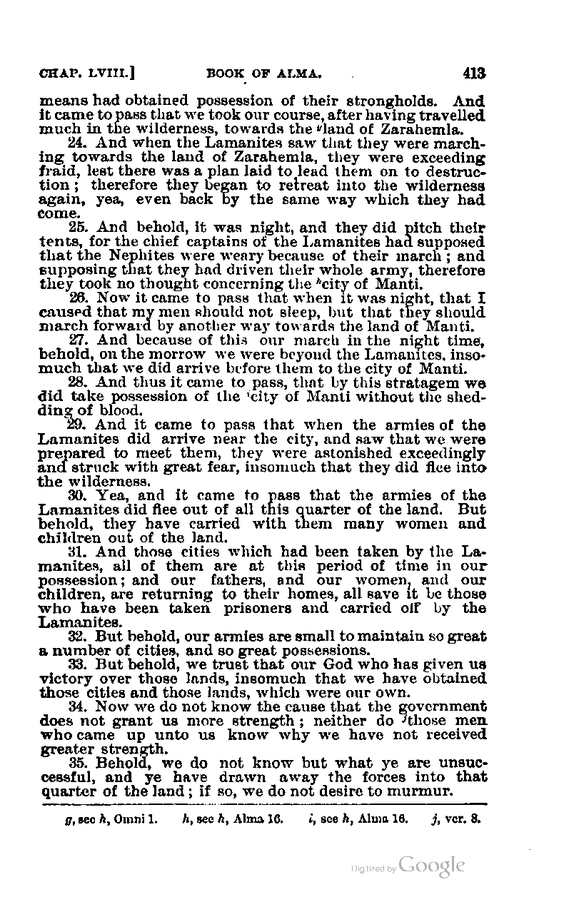 CHAP. LVIII.] BOOK OF ALMA. 413
means had obtained possession of their strongholds. And
it came to pass that we took our course, after having travelled
much in the wilderness, towards the ᵍland of Zarahemla.
24. And when the Lamanites saw that they were march-
ing towards the land of Zarahemla, they were exceeding
fraid, lest there was a plan laid to lead them on to destruc-
tion; therefore they began to retreat into the wilderness
again, yea, even back by the same way which they had
come.
25. And behold, it was night, and they did pitch their
tents, for the chief captains of the Lamanites had supposed
that the Nephites were weary because of their march; and
supposing that they had driven their whole army, therefore
they took no thought concerning the ʰcity of Manti.
26. Now it came to pass that when it was night, that I
caused that my men should not sleep, but that they should
march forward by another way towards the land of Manti.
27. And because of this our march in the night time,
behold, on the morrow we were beyond the Lamanites, inso-
much that we did arrive before them to the city of Manti.
28. And thus it came to pass, that by this stratagem we
did take possession of the ⁱcity of Manti without the shed-
ding of blood.
29. And it came to pass that when the armies of the
Lamanites did arrive near the city, and saw that we were
prepared to meet them, they were astonished exceedingly
and struck with great fear, insomuch that they did flee into
the wilderness.
30. Yea, and it came to pass that the armies of the
Lamanites did flee out of all this quarter of the land. But
behold, they have carried with them many women and
children out of the land.
31. And those cities which had been taken by the La-
manites, all of them are at this period of time in our
possession; and our fathers, and our women, and our
children, are returning to their homes, all save it be those
who have been taken prisoners and carried off by the
Lamanites.
32. But behold, our armies are small to maintain so great
a number of cities, and so great possessions.
33. But behold, we trust that our God who has given us
victory over those lands, insomuch that we have obtained
those cities and those lands, which were our own.
34. Now we do not know the cause that the government
does not grant us more strength; neither do ʲthose men
who came up unto us know why we have not received
greater strength.
35. Behold, we do not know but what ye are unsuc-
cessful, and ye have drawn away the forces into that
quarter of the land; if so, we do not desire to murmur.
g, see h, Omni 1. h, see h, Alma 16. i, see h, Alma 16. j, ver. 8.
Digitized by Google